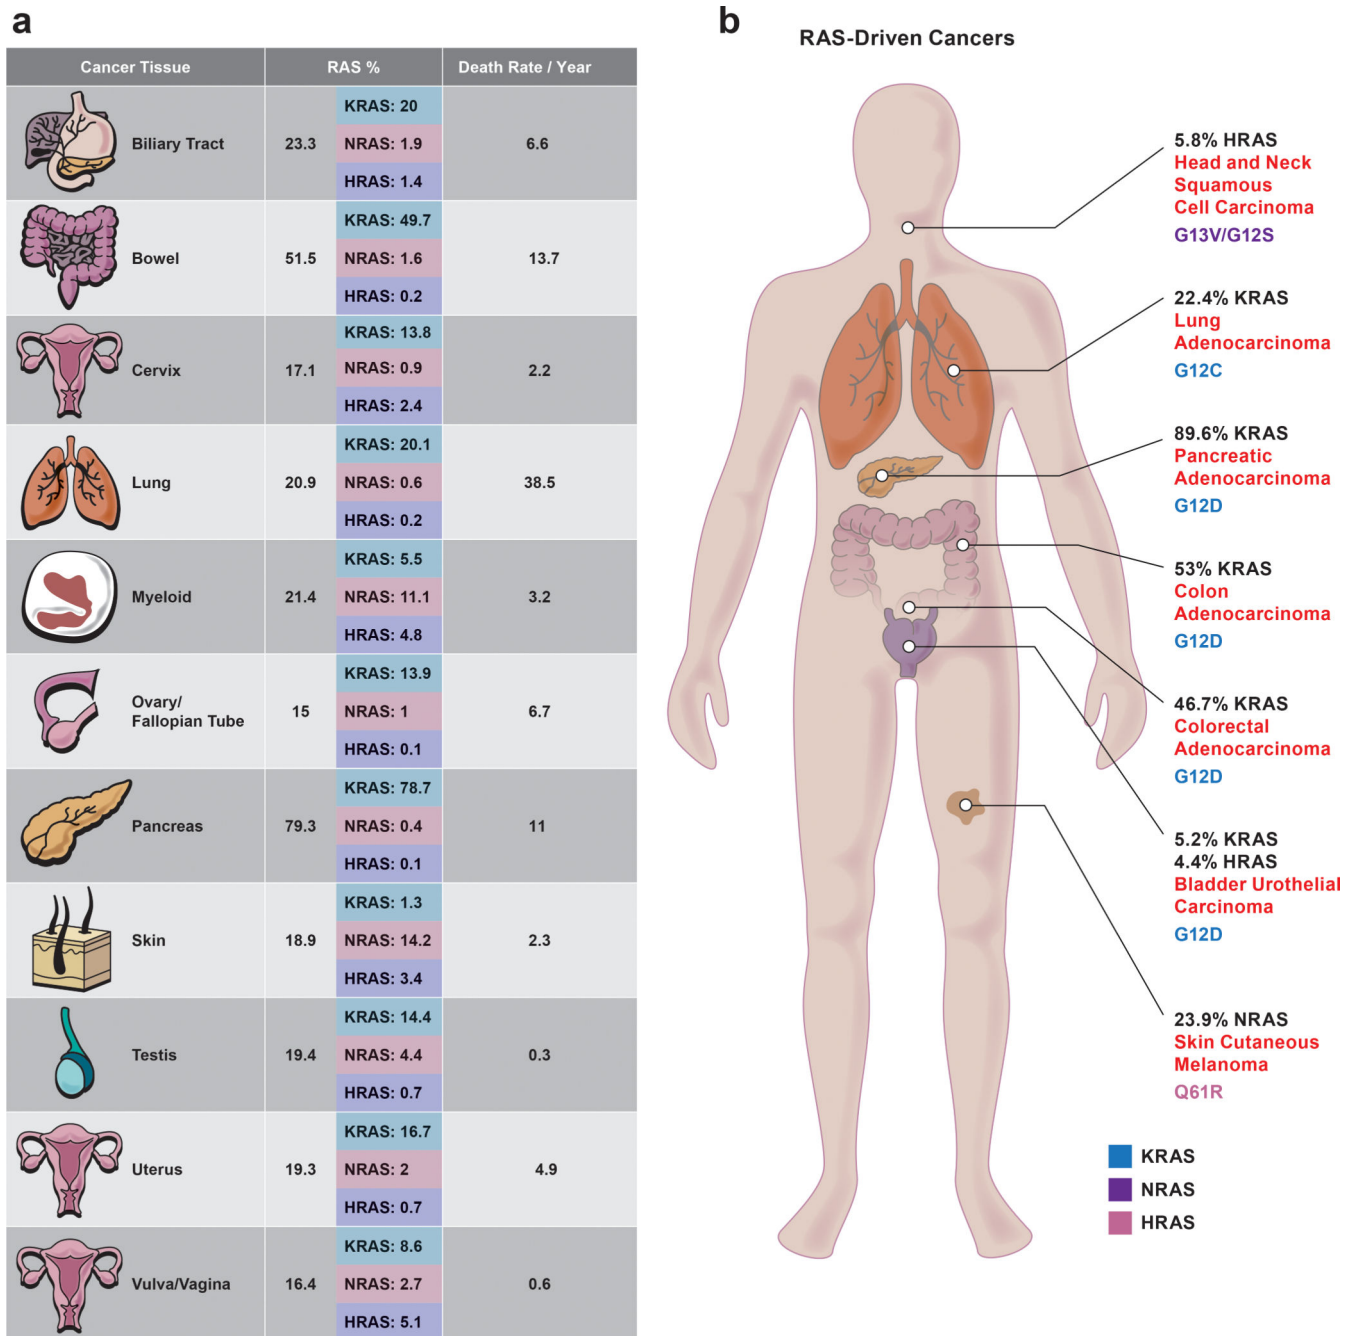 a
Cancer Tissue
RAS %
Death Rate / Year
Biliary Tract
23.3
KRAS: 20
NRAS: 1.9
HRAS: 1.4
6.6
Bowel
51.5
KRAS: 49.7
NRAS: 1.6
HRAS: 0.2
13.7
Cervix
17.1
KRAS: 13.8
NRAS: 0.9
HRAS: 2.4
2.2
Lung
20.9
KRAS: 20.1
NRAS: 0.6
HRAS: 0.2
38.5
Myeloid
21.4
KRAS: 5.5
NRAS: 11.1
HRAS: 4.8
3.2
Ovary/
Fallopian Tube
15
KRAS: 13.9
NRAS: 1
HRAS: 0.1
6.7
Pancreas
79.3
KRAS: 78.7
NRAS: 0.4
HRAS: 0.1
11
Skin
18.9
KRAS: 1.3
NRAS: 14.2
HRAS: 3.4
2.3
Testis
19.4
KRAS: 14.4
NRAS: 4.4
HRAS: 0.7
0.3
Uterus
19.3
KRAS: 16.7
NRAS: 2
HRAS: 0.7
4.9
Vulva/Vagina
16.4
KRAS: 8.6
NRAS: 2.7
HRAS: 5.1
0.6
b
RAS-Driven Cancers
5.8% HRAS
Head and Neck
Squamous
Cell Carcinoma
G13V/G12S
22.4% KRAS
Lung
Adenocarcinoma
G12C
89.6% KRAS
Pancreatic
Adenocarcinoma
G12D
53% KRAS
Colon
Adenocarcinoma
G12D
46.7% KRAS
Colorectal
Adenocarcinoma
G12D
5.2% KRAS
4.4% HRAS
Bladder Urothelial
Carcinoma
G12D
23.9% NRAS
Skin Cutaneous
Melanoma
Q61R
KRAS
NRAS
HRAS